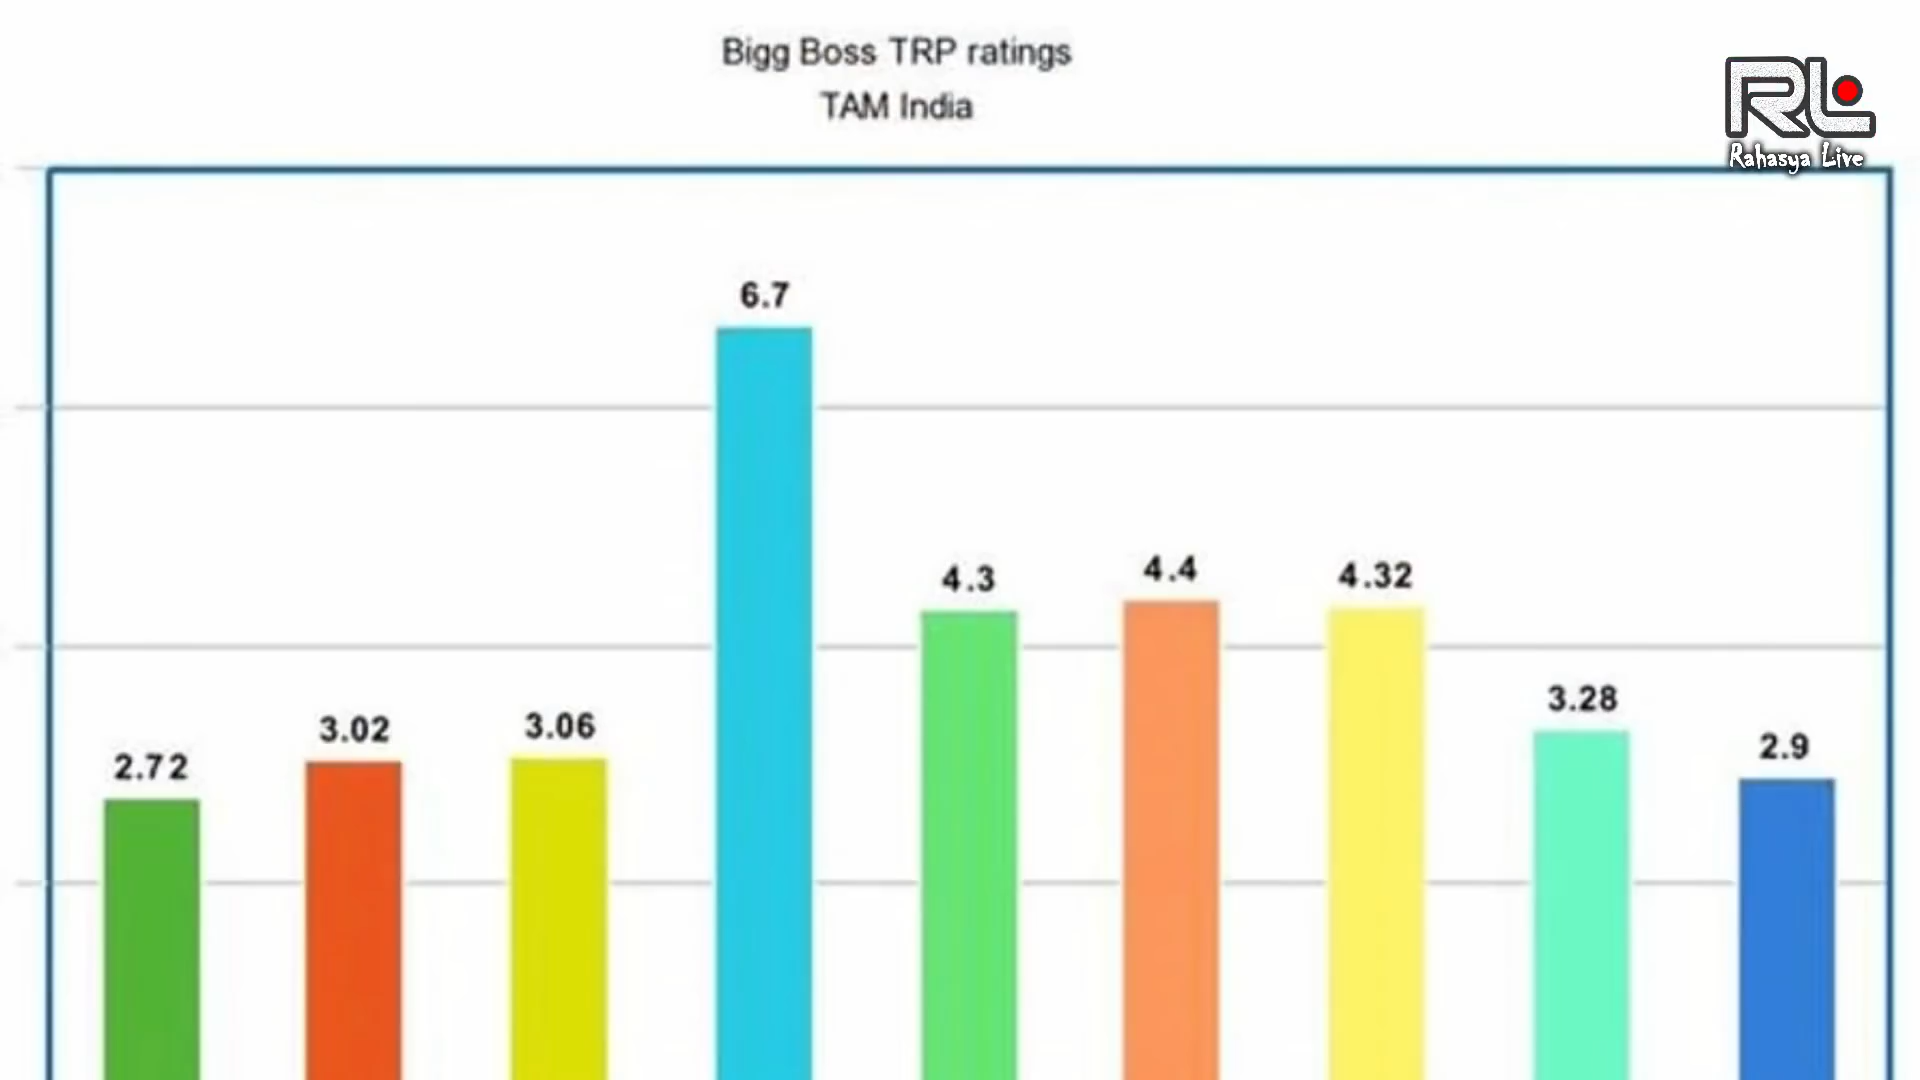 Bigg Boss TRP ratings
TAM India
RL
Rahasya Live
6.7
4.3
4.4
4.32
3.28
2.9
3.02
3.06
2.72